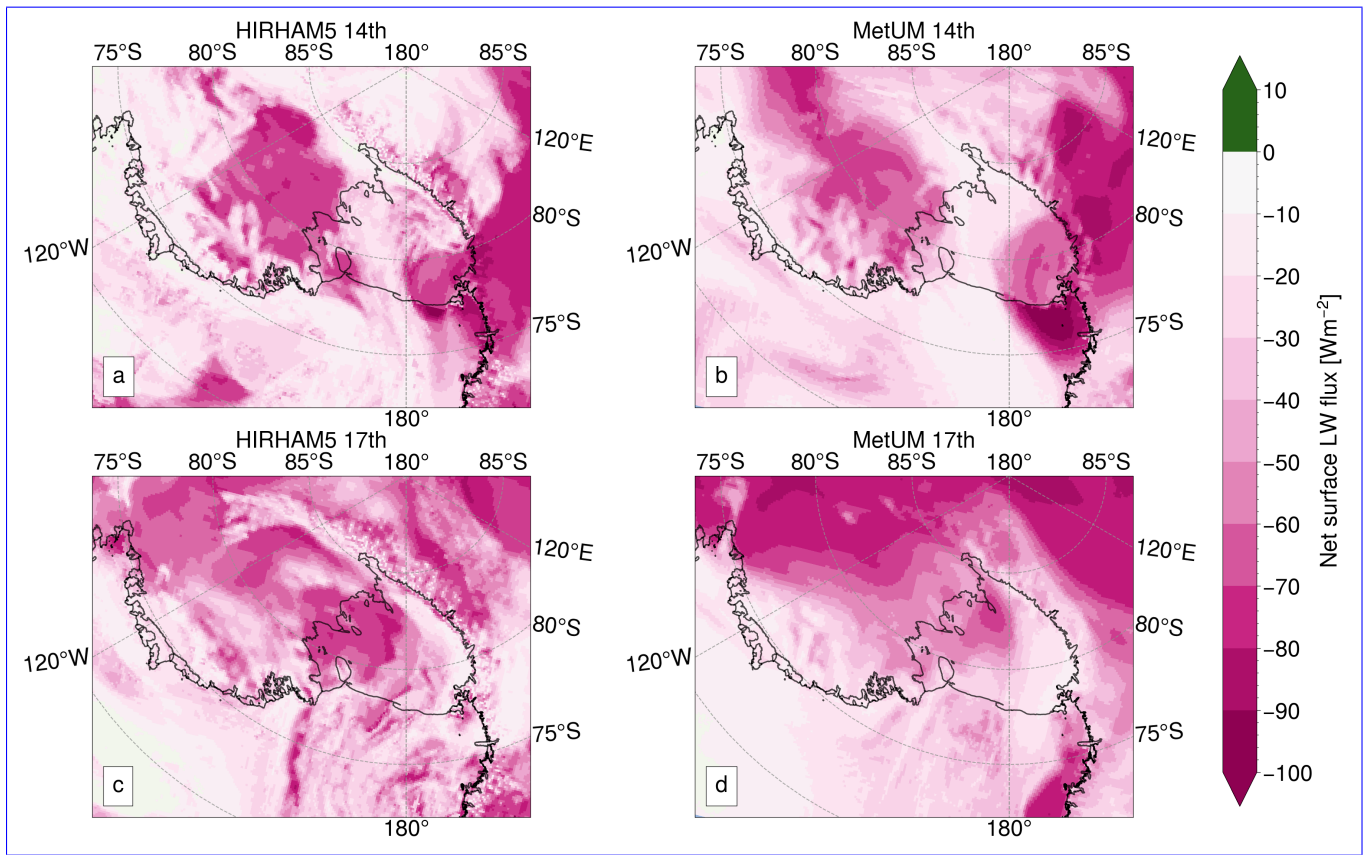 HIRHAM5 14th
75°S 80°S 85°S 180° 85°S
120°E
80°S
75°S
120°W
180°
a
MetUM 14th
75°S 80°S 85°S 180° 85°S
120°E
80°S
75°S
120°W
180°
b
HIRHAM5 17th
75°S 80°S 85°S 180° 85°S
120°E
80°S
75°S
120°W
180°
c
MetUM 17th
75°S 80°S 85°S 180° 85°S
120°E
80°S
75°S
120°W
180°
d
10
0
−10
−20
−30
−40
−50
−60
−70
−80
−90
−100
Net surface LW flux [Wm⁻²]